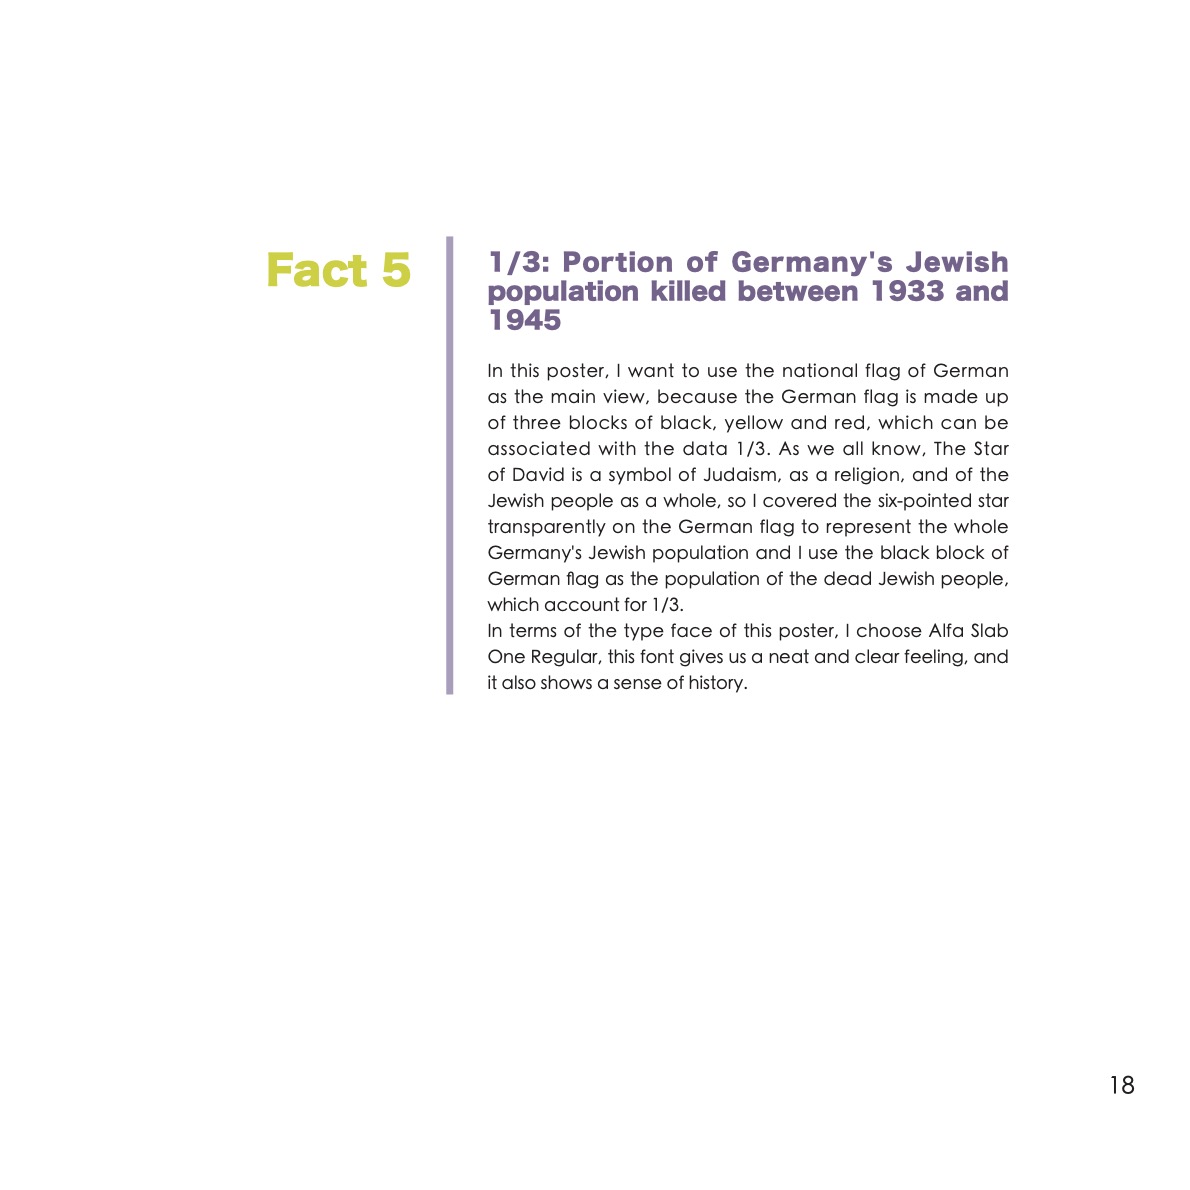 Fact 5
1/3: Portion of Germany's Jewish
population killed between 1933 and
1945
In this poster, I want to use the national flag of German
as the main view, because the German flag is made up
of three blocks of black, yellow and red, which can be
associated with the data 1/3. As we all know, The Star
of David is a symbol of Judaism, as a religion, and of the
Jewish people as a whole, so I covered the six-pointed star
transparently on the German flag to represent the whole
Germany's Jewish population and I use the black block of
German flag as the population of the dead Jewish people,
which account for 1/3.
In terms of the type face of this poster, I choose Alfa Slab
One Regular, this font gives us a neat and clear feeling, and
it also shows a sense of history.
18